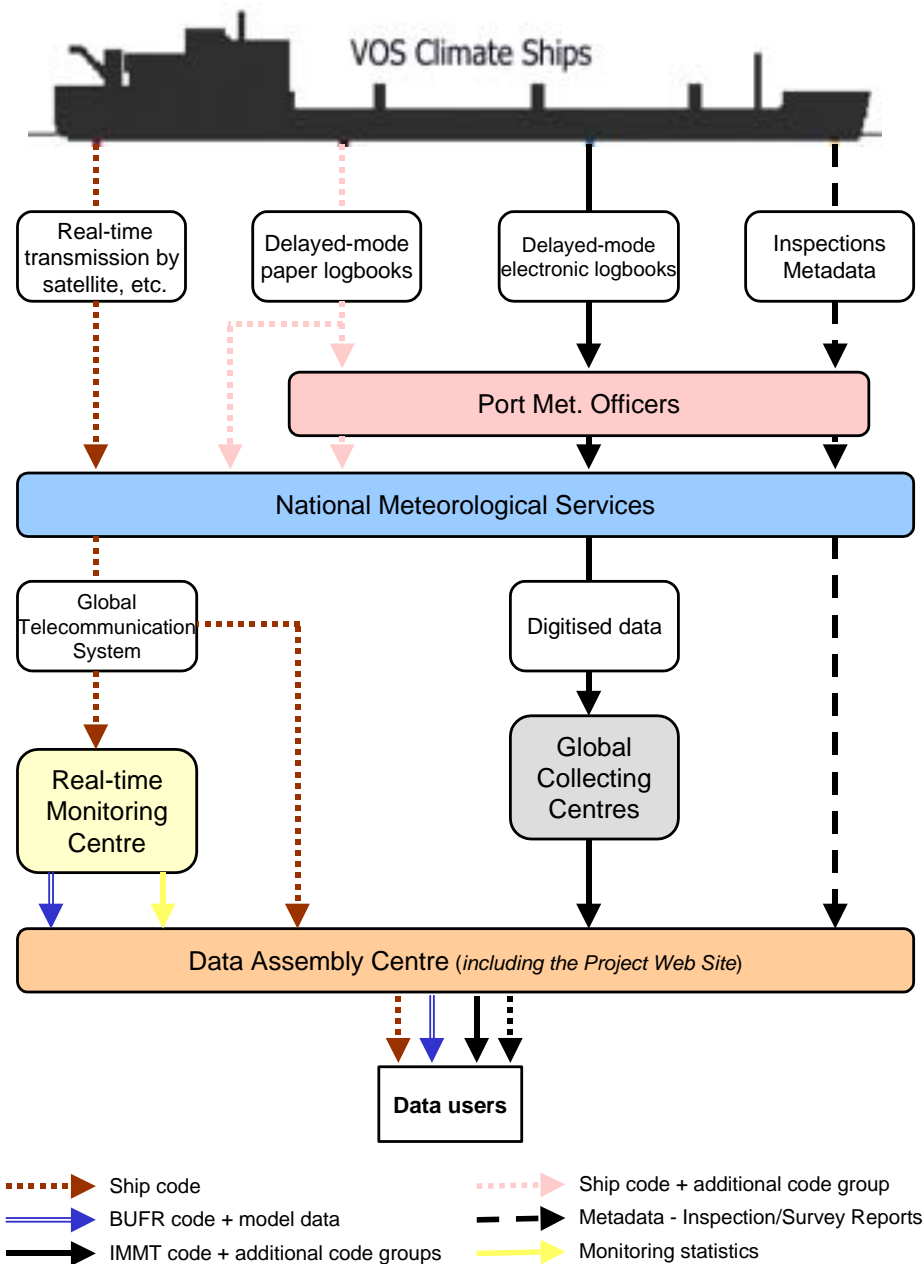 VOS Climate Ships
Real-time
transmission by
satellite, etc.
Delayed-mode
paper logbooks
Delayed-mode
electronic logbooks
Inspections
Metadata
Port Met. Officers
National Meteorological Services
Global
Telecommunication
System
Digitised data
Real-time
Monitoring
Centre
Global
Collecting
Centres
Data Assembly Centre (including the Project Web Site)
Data users
Ship code
Ship code + additional code group
BUFR code + model data
Metadata - Inspection/Survey Reports
IMMT code + additional code groups
Monitoring statistics